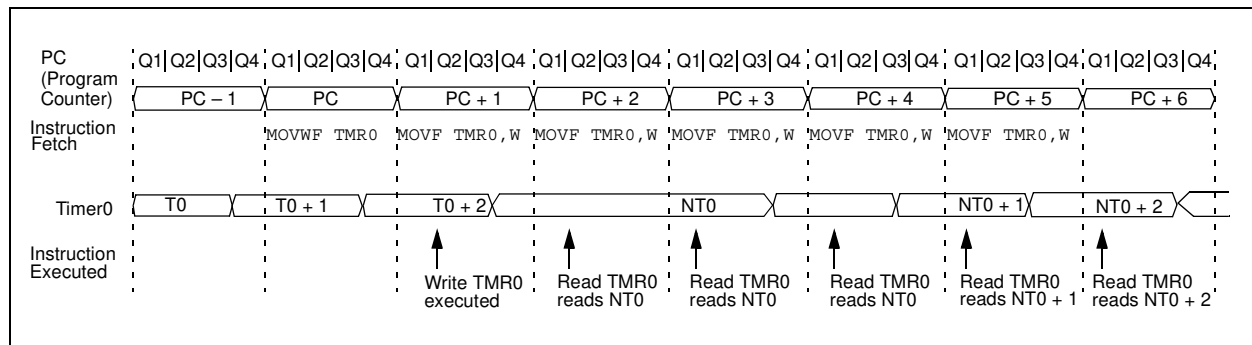 PC
(Program
Counter)
Q1|Q2|Q3|Q4 Q1|Q2|Q3|Q4 Q1|Q2|Q3|Q4 Q1|Q2|Q3|Q4 Q1|Q2|Q3|Q4 Q1|Q2|Q3|Q4 Q1|Q2|Q3|Q4 Q1|Q2|Q3|Q4
PC – 1 PC PC + 1 PC + 2 PC + 3 PC + 4 PC + 5 PC + 6
Instruction
Fetch
MOVWF TMR0 MOVF TMR0,W MOVF TMR0,W MOVF TMR0,W MOVF TMR0,W MOVF TMR0,W
Timer0
T0 T0 + 1 T0 + 2 NT0 NT0 + 1 NT0 + 2
Instruction
Executed
Write TMR0
executed
Read TMR0
reads NT0
Read TMR0
reads NT0
Read TMR0
reads NT0
Read TMR0
reads NT0 + 1
Read TMR0
reads NT0 + 2